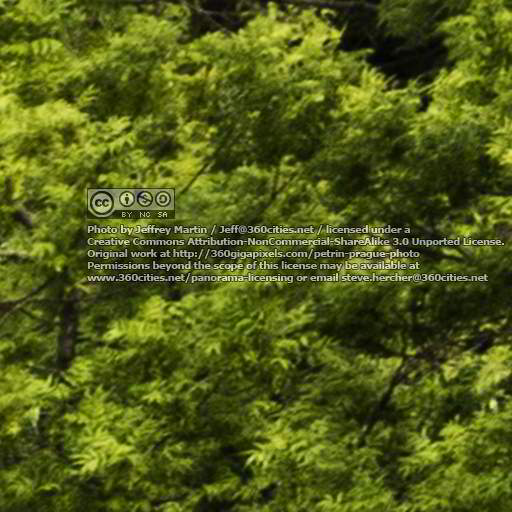 cc
BY NC SA
Photo by Jeffrey Martin / Jeff@360cities.net / licensed under a
Creative Commons Attribution-NonCommercial-ShareAlike 3.0 Unported License.
Original work at http://360gigapixels.com/petrin-prague-photo
Permissions beyond the scope of this license may be available at
www.360cities.net/panorama-licensing or email steve.hercher@360cities.net